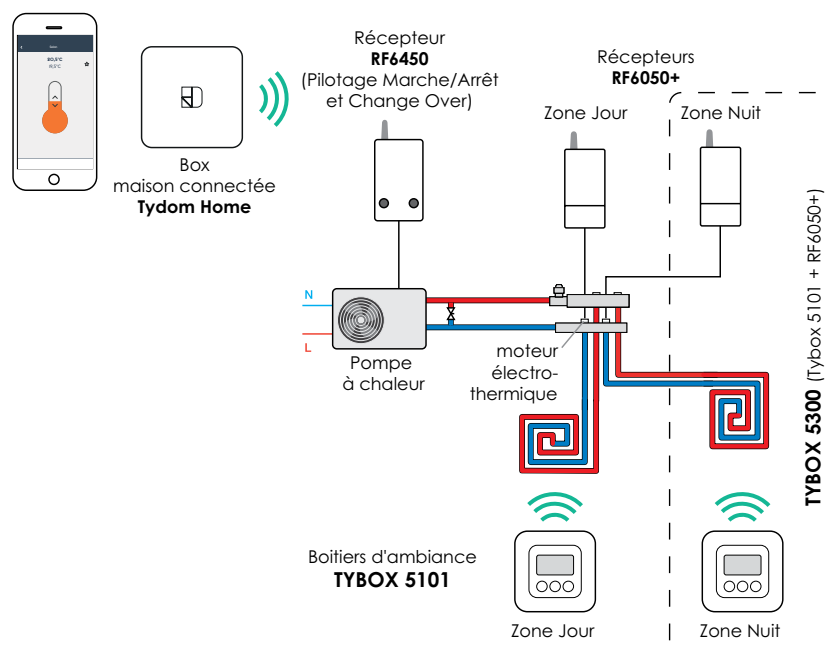 Récepteur
RF6450
(Pilotage Marche/Arrêt
et Change Over)
Récepteurs
RF6050+
Zone Jour
Zone Nuit
Box
maison connectée
Tydom Home
N
L
Pompe
à chaleur
moteur
électro-
thermique
TYBOX 5300 (Tybox 5101 + RF6050+)
Boitiers d'ambiance
TYBOX 5101
Zone Jour
Zone Nuit